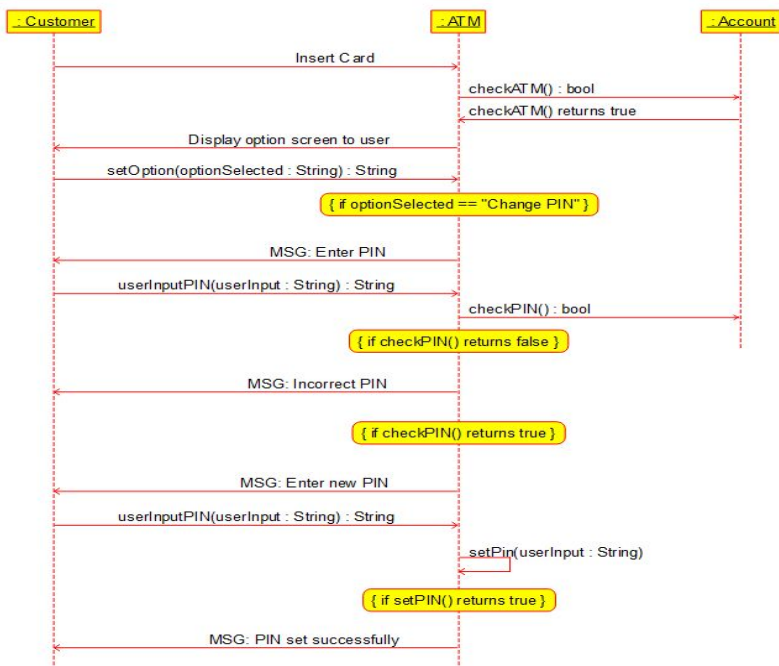 : Customer
: ATM
: Account
Insert Card
checkATM() : bool
checkATM() returns true
Display option screen to user
setOption(optionSelected : String) : String
{ if optionSelected == "Change PIN" }
MSG: Enter PIN
userInputPIN(userInput : String) : String
checkPIN() : bool
{ if checkPIN() returns false }
MSG: Incorrect PIN
{ if checkPIN() returns true }
MSG: Enter new PIN
userInputPIN(userInput : String) : String
setPin(userInput : String)
{ if setPIN() returns true }
MSG: PIN set successfully